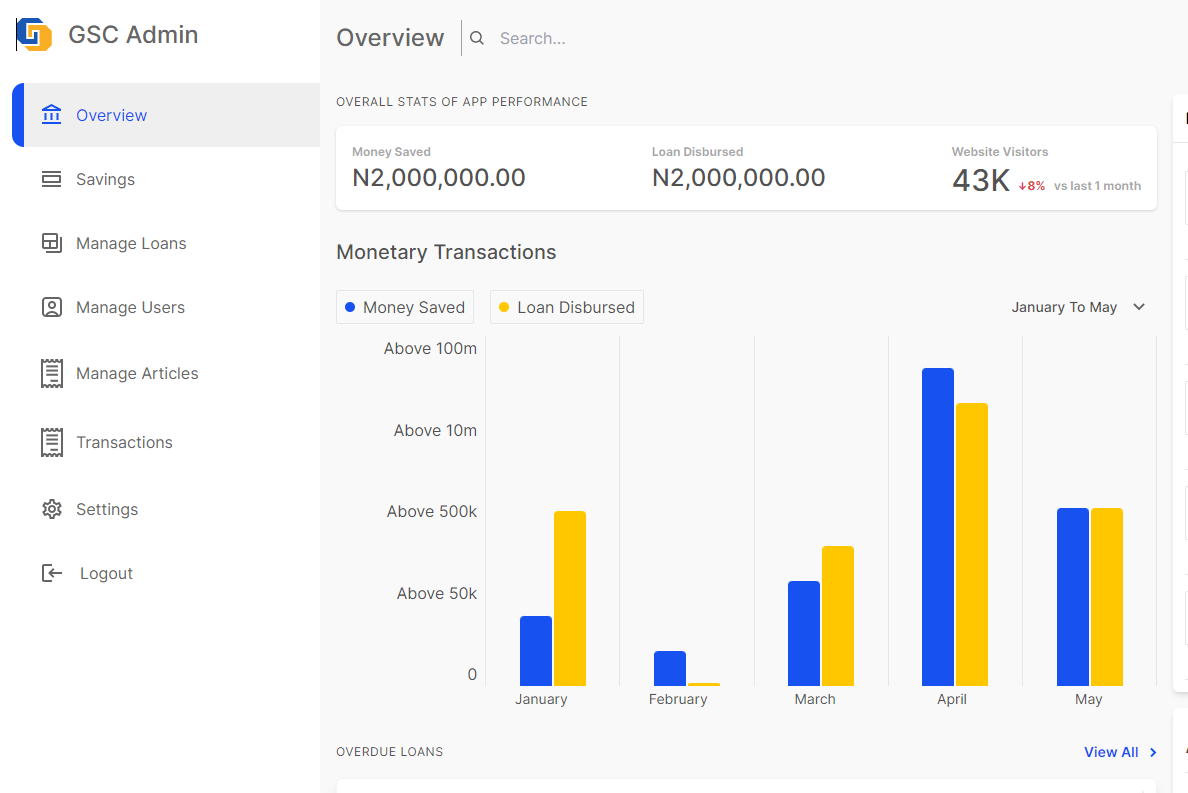 GSC Admin
Overview
Savings
Manage Loans
Manage Users
Manage Articles
Transactions
Settings
Logout
Overview
Search...
OVERALL STATS OF APP PERFORMANCE
Money Saved
N2,000,000.00
Loan Disbursed
N2,000,000.00
Website Visitors
43K ↓8% vs last 1 month
Monetary Transactions
Money Saved
Loan Disbursed
January To May
Above 100m
Above 10m
Above 500k
Above 50k
0
January
February
March
April
May
OVERDUE LOANS
View All